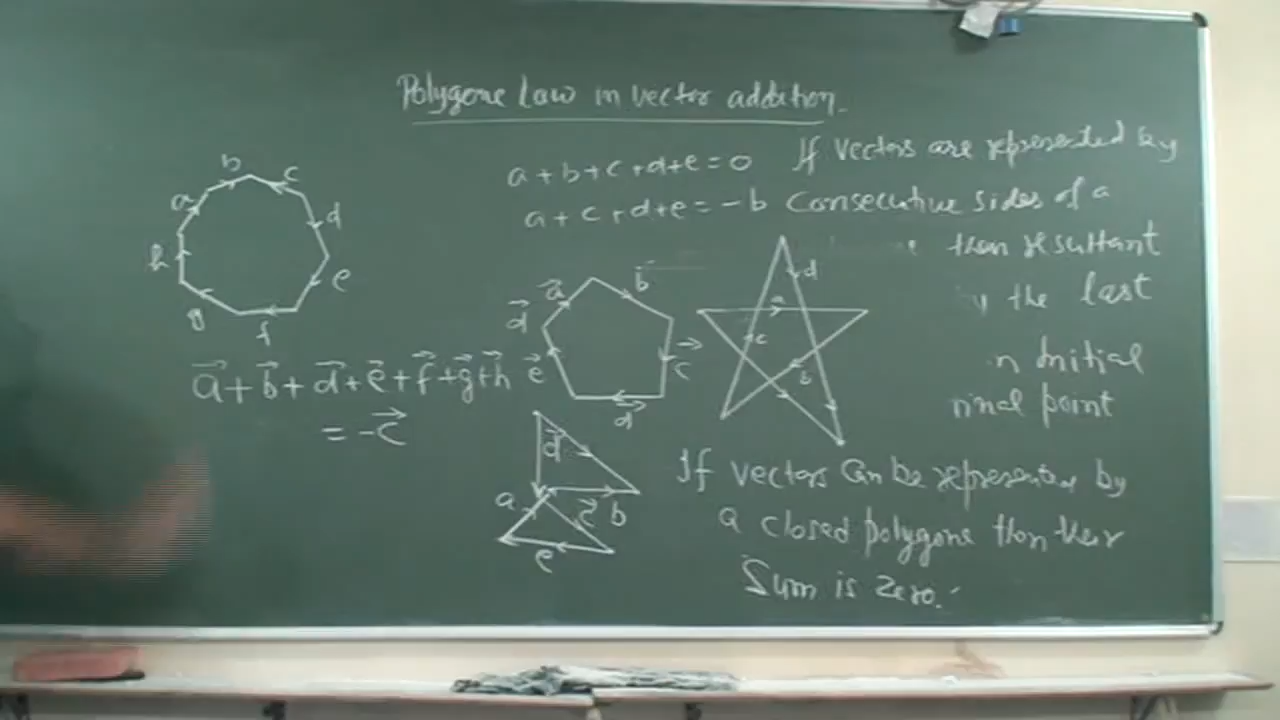 Polygone Law in vector addition.
a+b+c+d+e=0 If vectors are represented by
a+c+d+e=-b Consecutive sides of a
then resultant
the last
Initial
point
b
c
a
d
h
e
g
f
a+b+d+e+f+g+h
=-c
a
b
d
e
c
d
d
a
c
b
d
a
c
b
e
If vectors can be represented by
a closed polygone than their
Sum is zero.